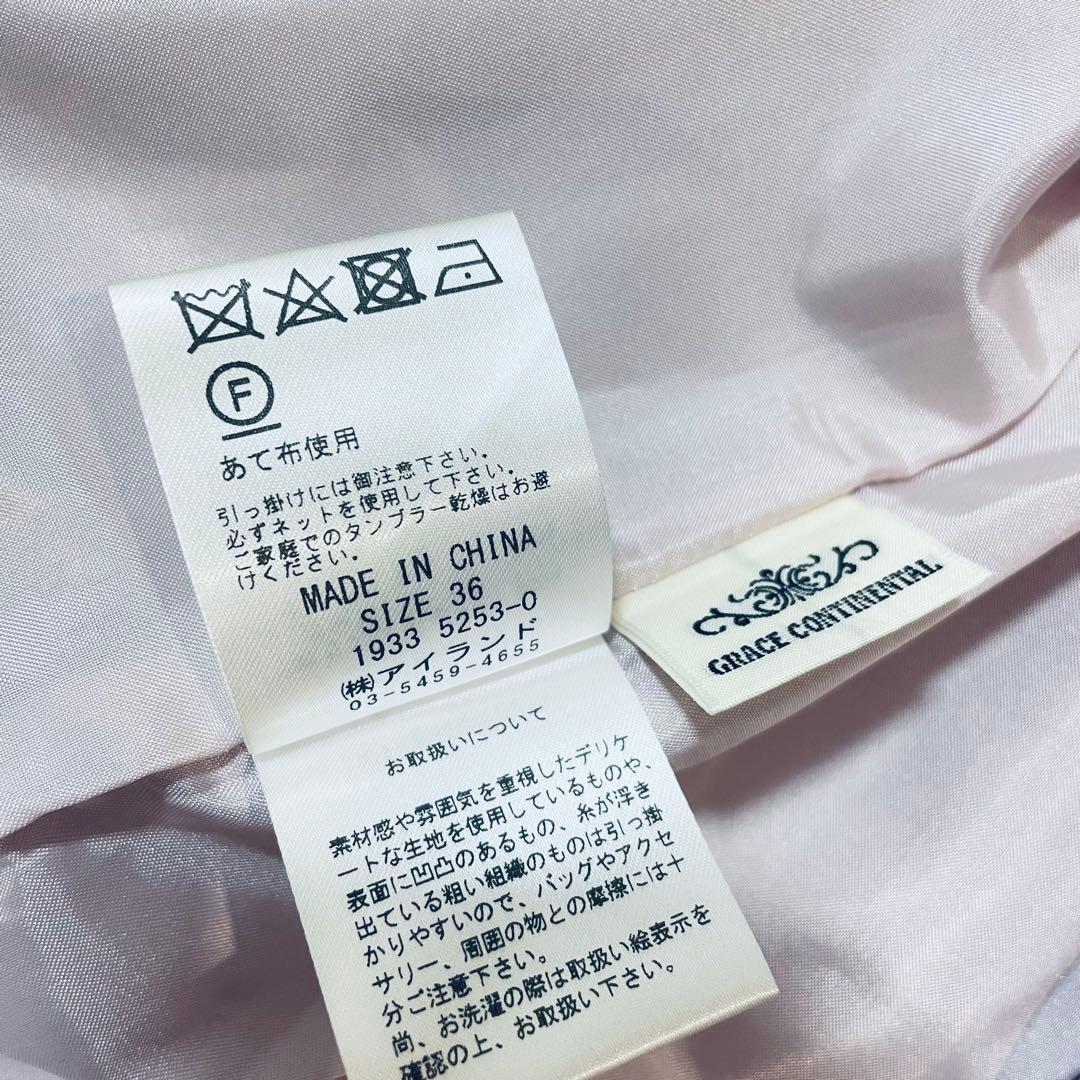 F
あて布使用
引っ掛けには御注意下さい。
必ずネットを使用して下さい。
ご家庭でのタンブラー乾燥はお避
けください。
MADE IN CHINA
SIZE 36
1933 5253-0
(株)アイランド
03-5459-4655
GRACE CONTINENTAL
お取扱いについて
素材感や雰囲気を重視したデリケ
ートな生地を使用しているものや、
表面に凹凸のあるもの、糸が浮き
出ている粗い組織のものは引っ掛
かりやすいので、バッグやアクセ
サリー、周囲の物との摩擦には十
分ご注意下さい。
尚、お洗濯の際は取扱い絵表示を
確認の上、お取扱い下さい。